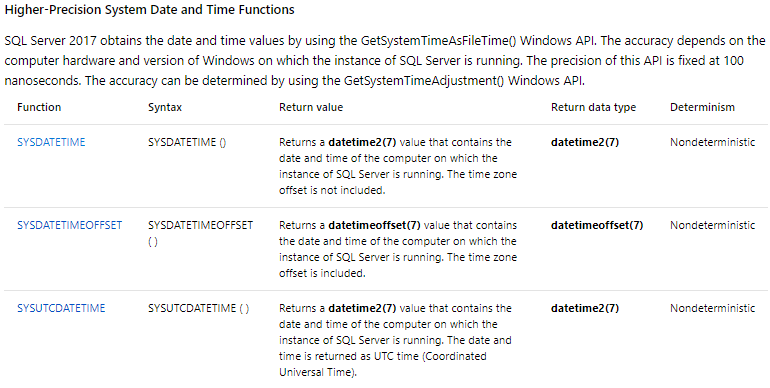 Higher-Precision System Date and Time Functions
SQL Server 2017 obtains the date and time values by using the GetSystemTimeAsFileTime() Windows API. The accuracy depends on the
computer hardware and version of Windows on which the instance of SQL Server is running. The precision of this API is fixed at 100
nanoseconds. The accuracy can be determined by using the GetSystemTimeAdjustment() Windows API.
Function Syntax Return value Return data type Determinism
SYSDATETIME SYSDATETIME () Returns a datetime2(7) value that contains the datetime2(7) Nondeterministic
date and time of the computer on which the
instance of SQL Server is running. The time zone
offset is not included.
SYSDATETIMEOFFSET SYSDATETIMEOFFSET Returns a datetimeoffset(7) value that contains datetimeoffset(7) Nondeterministic
( ) the date and time of the computer on which the
instance of SQL Server is running. The time zone
offset is included.
SYSUTCDATETIME SYSUTCDATETIME ( ) Returns a datetime2(7) value that contains the datetime2(7) Nondeterministic
date and time of the computer on which the
instance of SQL Server is running. The date and
time is returned as UTC time (Coordinated
Universal Time).